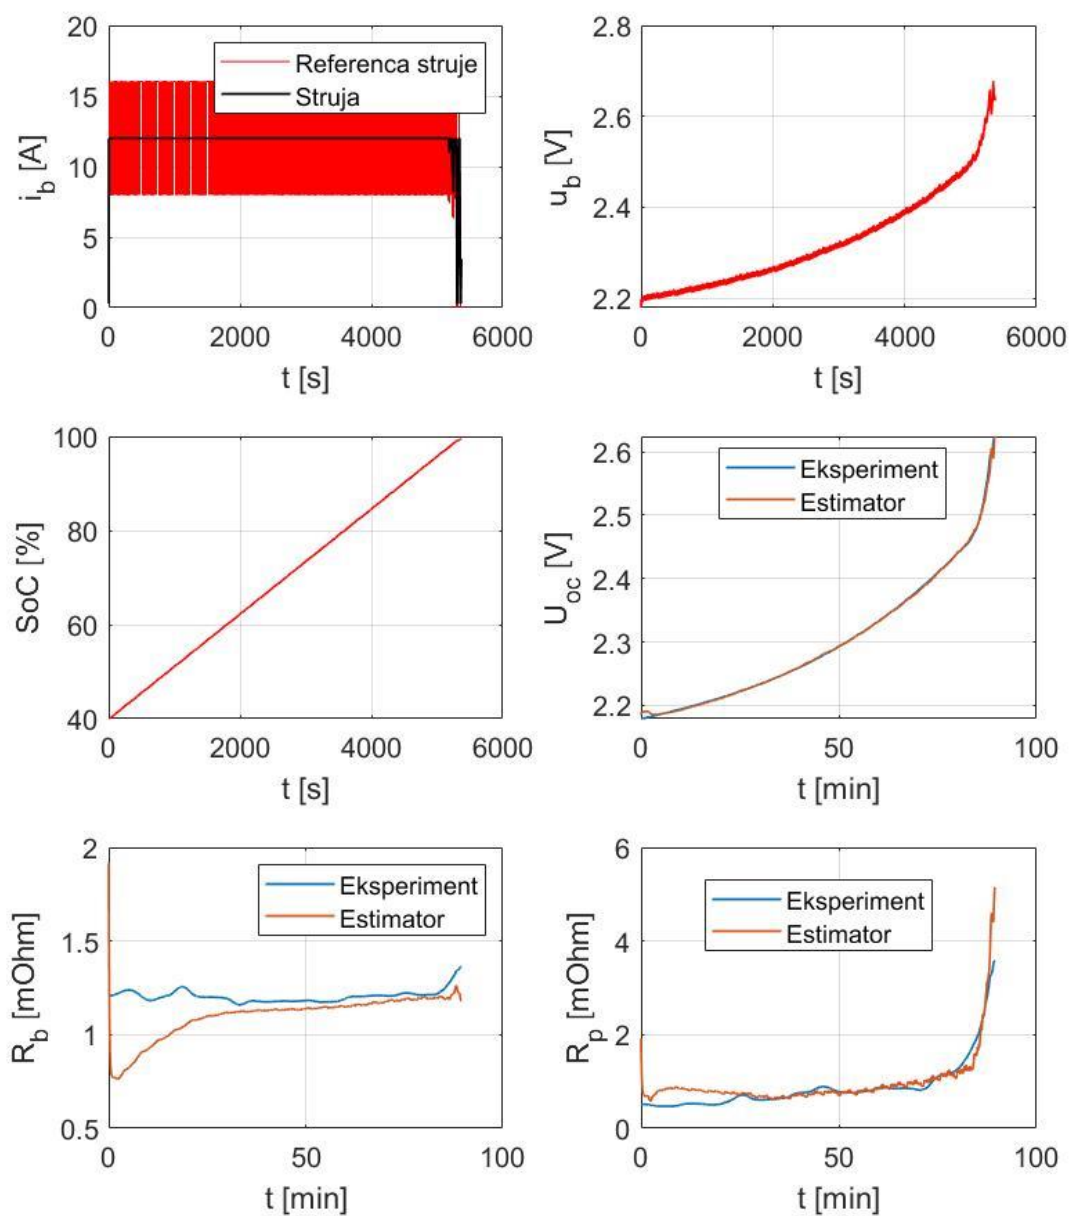 20
15
10
5
0
i_b [A]
Referenca struje
Struja
0 2000 4000 6000
t [s]
2.8
2.6
2.4
2.2
u_b [V]
0 2000 4000 6000
t [s]
100
80
60
40
SoC [%]
0 2000 4000 6000
t [s]
2.6
2.5
2.4
2.3
2.2
U_oc [V]
Eksperiment
Estimator
0 50 100
t [min]
2
1.5
1
0.5
R_b [mOhm]
Eksperiment
Estimator
0 50 100
t [min]
6
4
2
0
R_p [mOhm]
Eksperiment
Estimator
0 50 100
t [min]